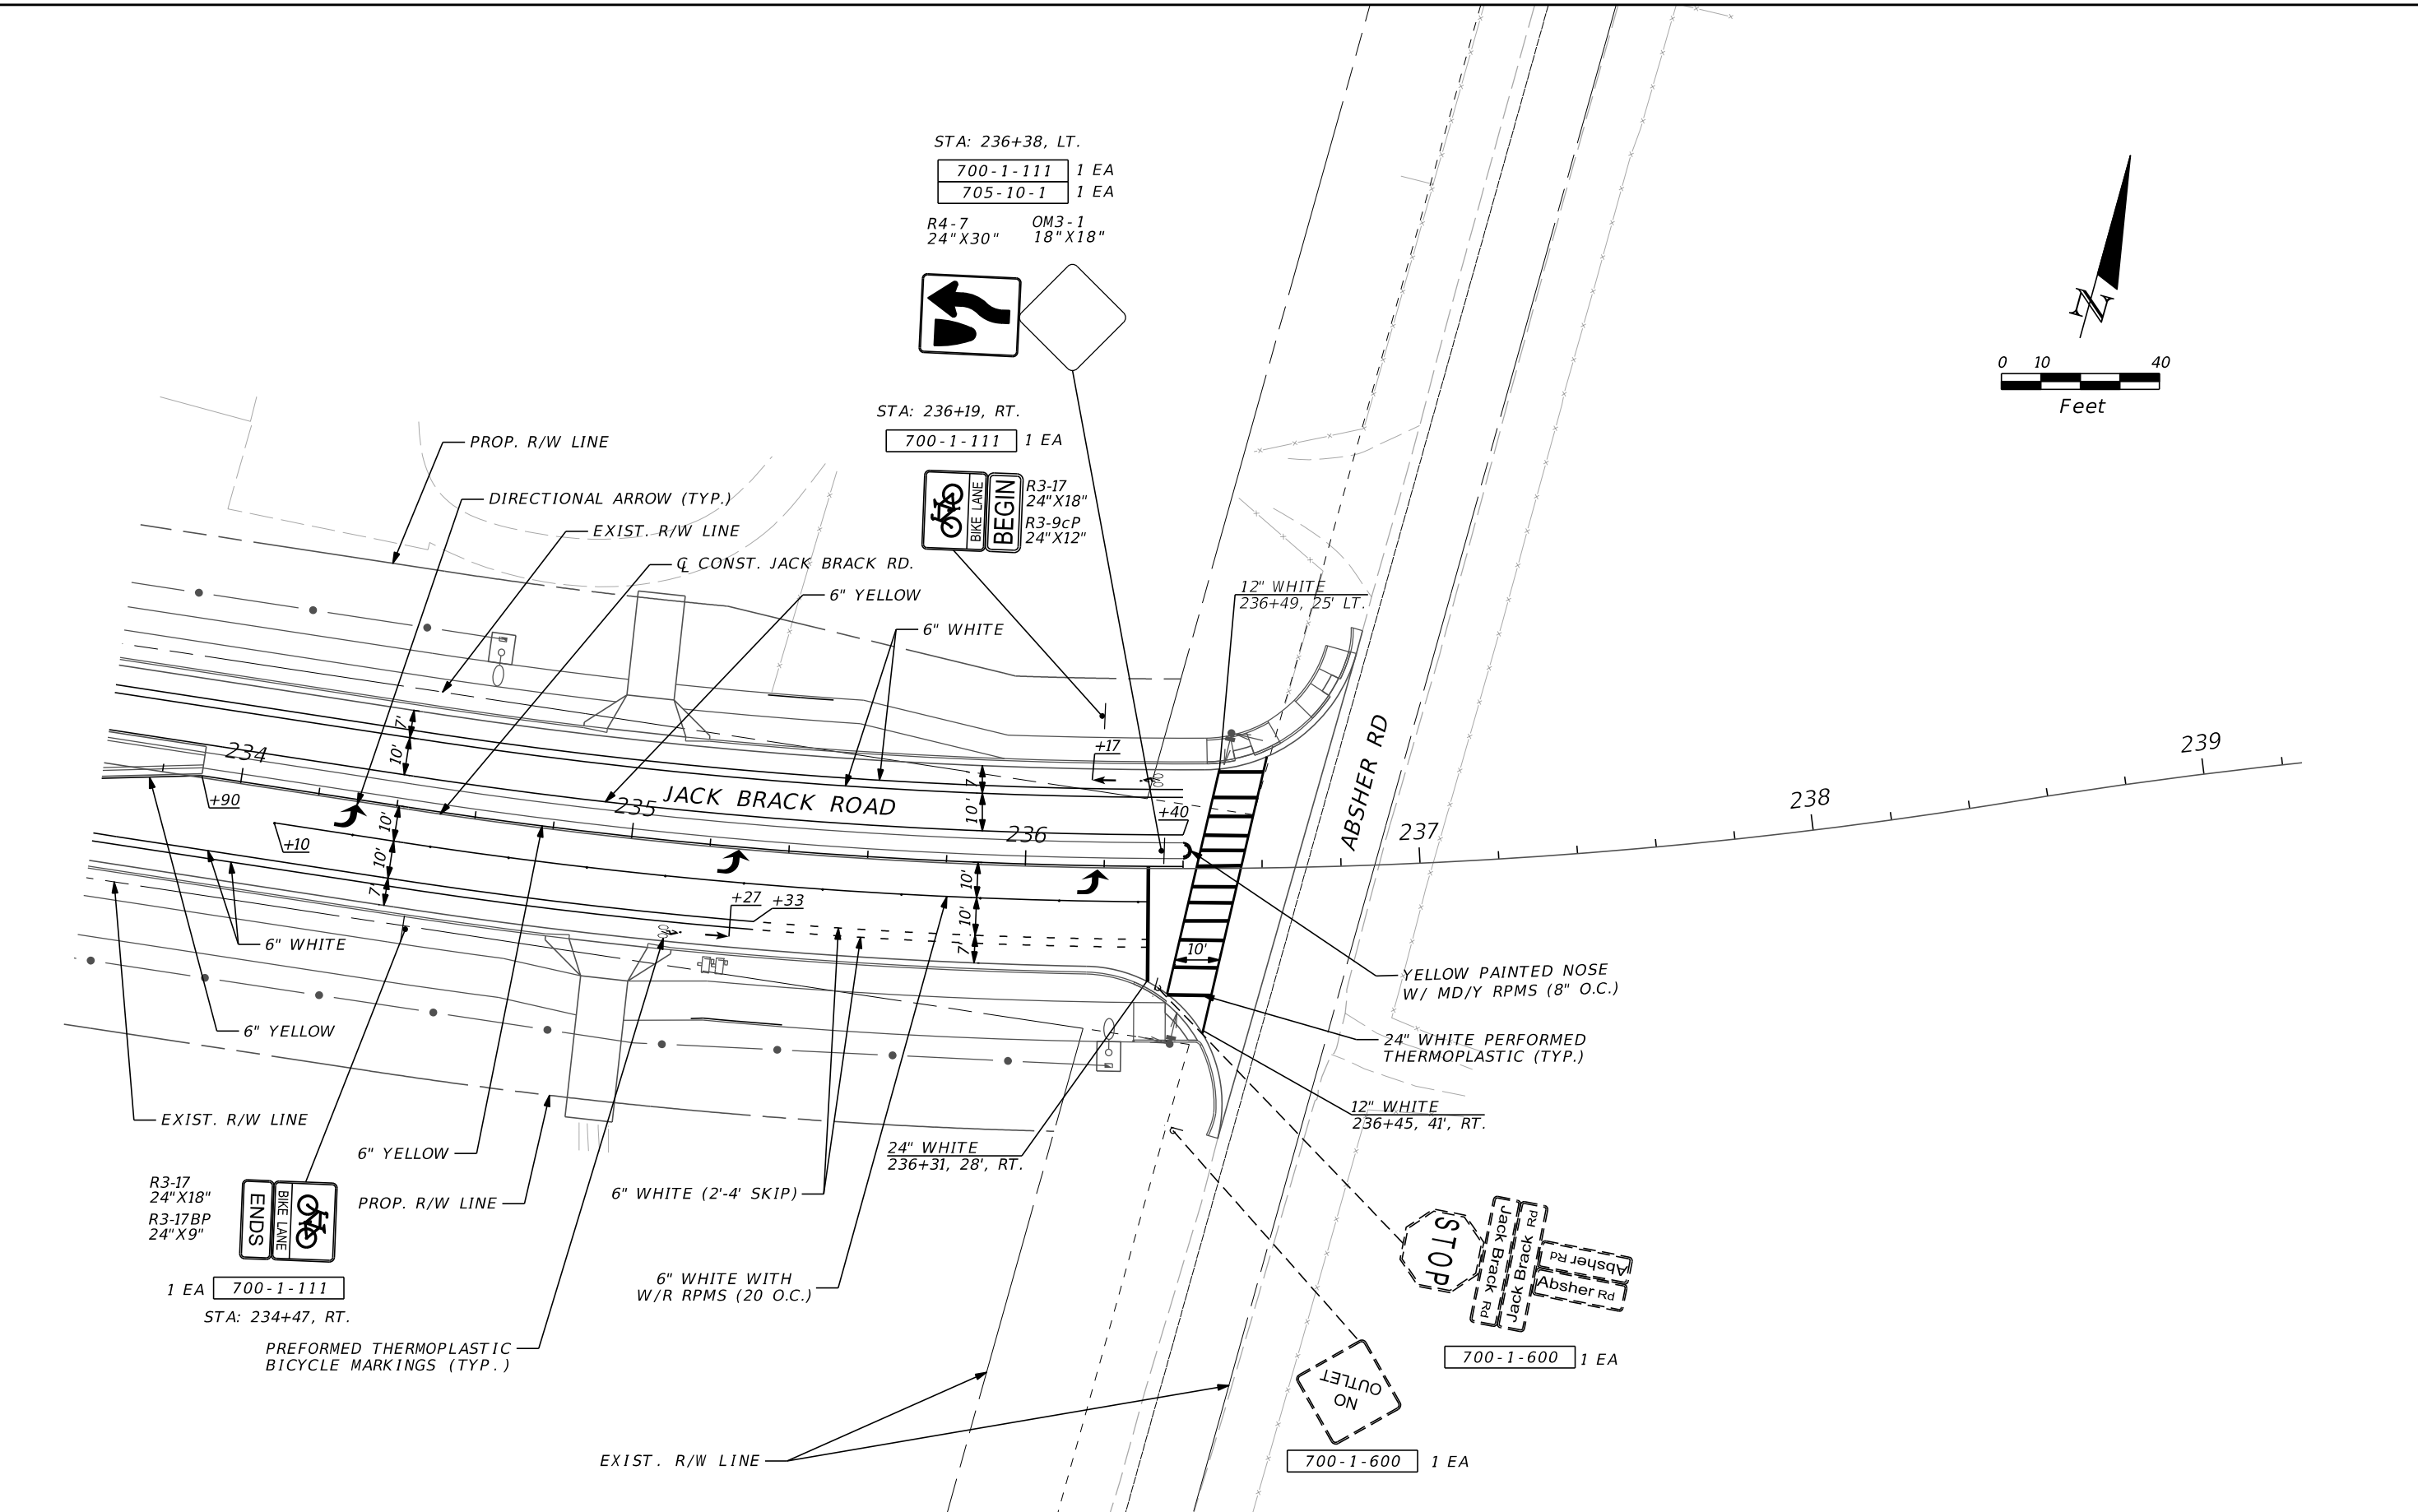 STA: 236+38, LT.
700-1-111 1 EA
705-10-1 1 EA
R4-7
24"X30"
OM3-1
18"X18"
0 10 40
Feet
N
STA: 236+19, RT.
700-1-111 1 EA
BIKE LANE
BEGIN
R3-17
24"X18"
R3-9cP
24"X12"
PROP. R/W LINE
DIRECTIONAL ARROW (TYP.)
EXIST. R/W LINE
℄ CONST. JACK BRACK RD.
6" YELLOW
6" WHITE
12" WHITE
236+49, 25' LT.
ABSHER RD
JACK BRACK ROAD
234
235
236
237
238
239
7'
10'
+90
+10
10'
10'
7'
+17
7'
10'
+40
+27 +33
10'
10'
7'
10'
6" WHITE
6" YELLOW
EXIST. R/W LINE
6" YELLOW
PROP. R/W LINE
R3-17
24"X18"
R3-17BP
24"X9"
ENDS
BIKE LANE
1 EA 700-1-111
STA: 234+47, RT.
PREFORMED THERMOPLASTIC
BICYCLE MARKINGS (TYP.)
6" WHITE (2'-4' SKIP)
6" WHITE WITH
W/R RPMS (20 O.C.)
24" WHITE
236+31, 28', RT.
YELLOW PAINTED NOSE
W/ MD/Y RPMS (8" O.C.)
24" WHITE PERFORMED
THERMOPLASTIC (TYP.)
12" WHITE
236+45, 41', RT.
STOP
Jack Brack Rd
Jack Brack Rd
Absher Rd
Absher Rd
700-1-600 1 EA
NO
OUTLET
700-1-600 1 EA
EXIST. R/W LINE